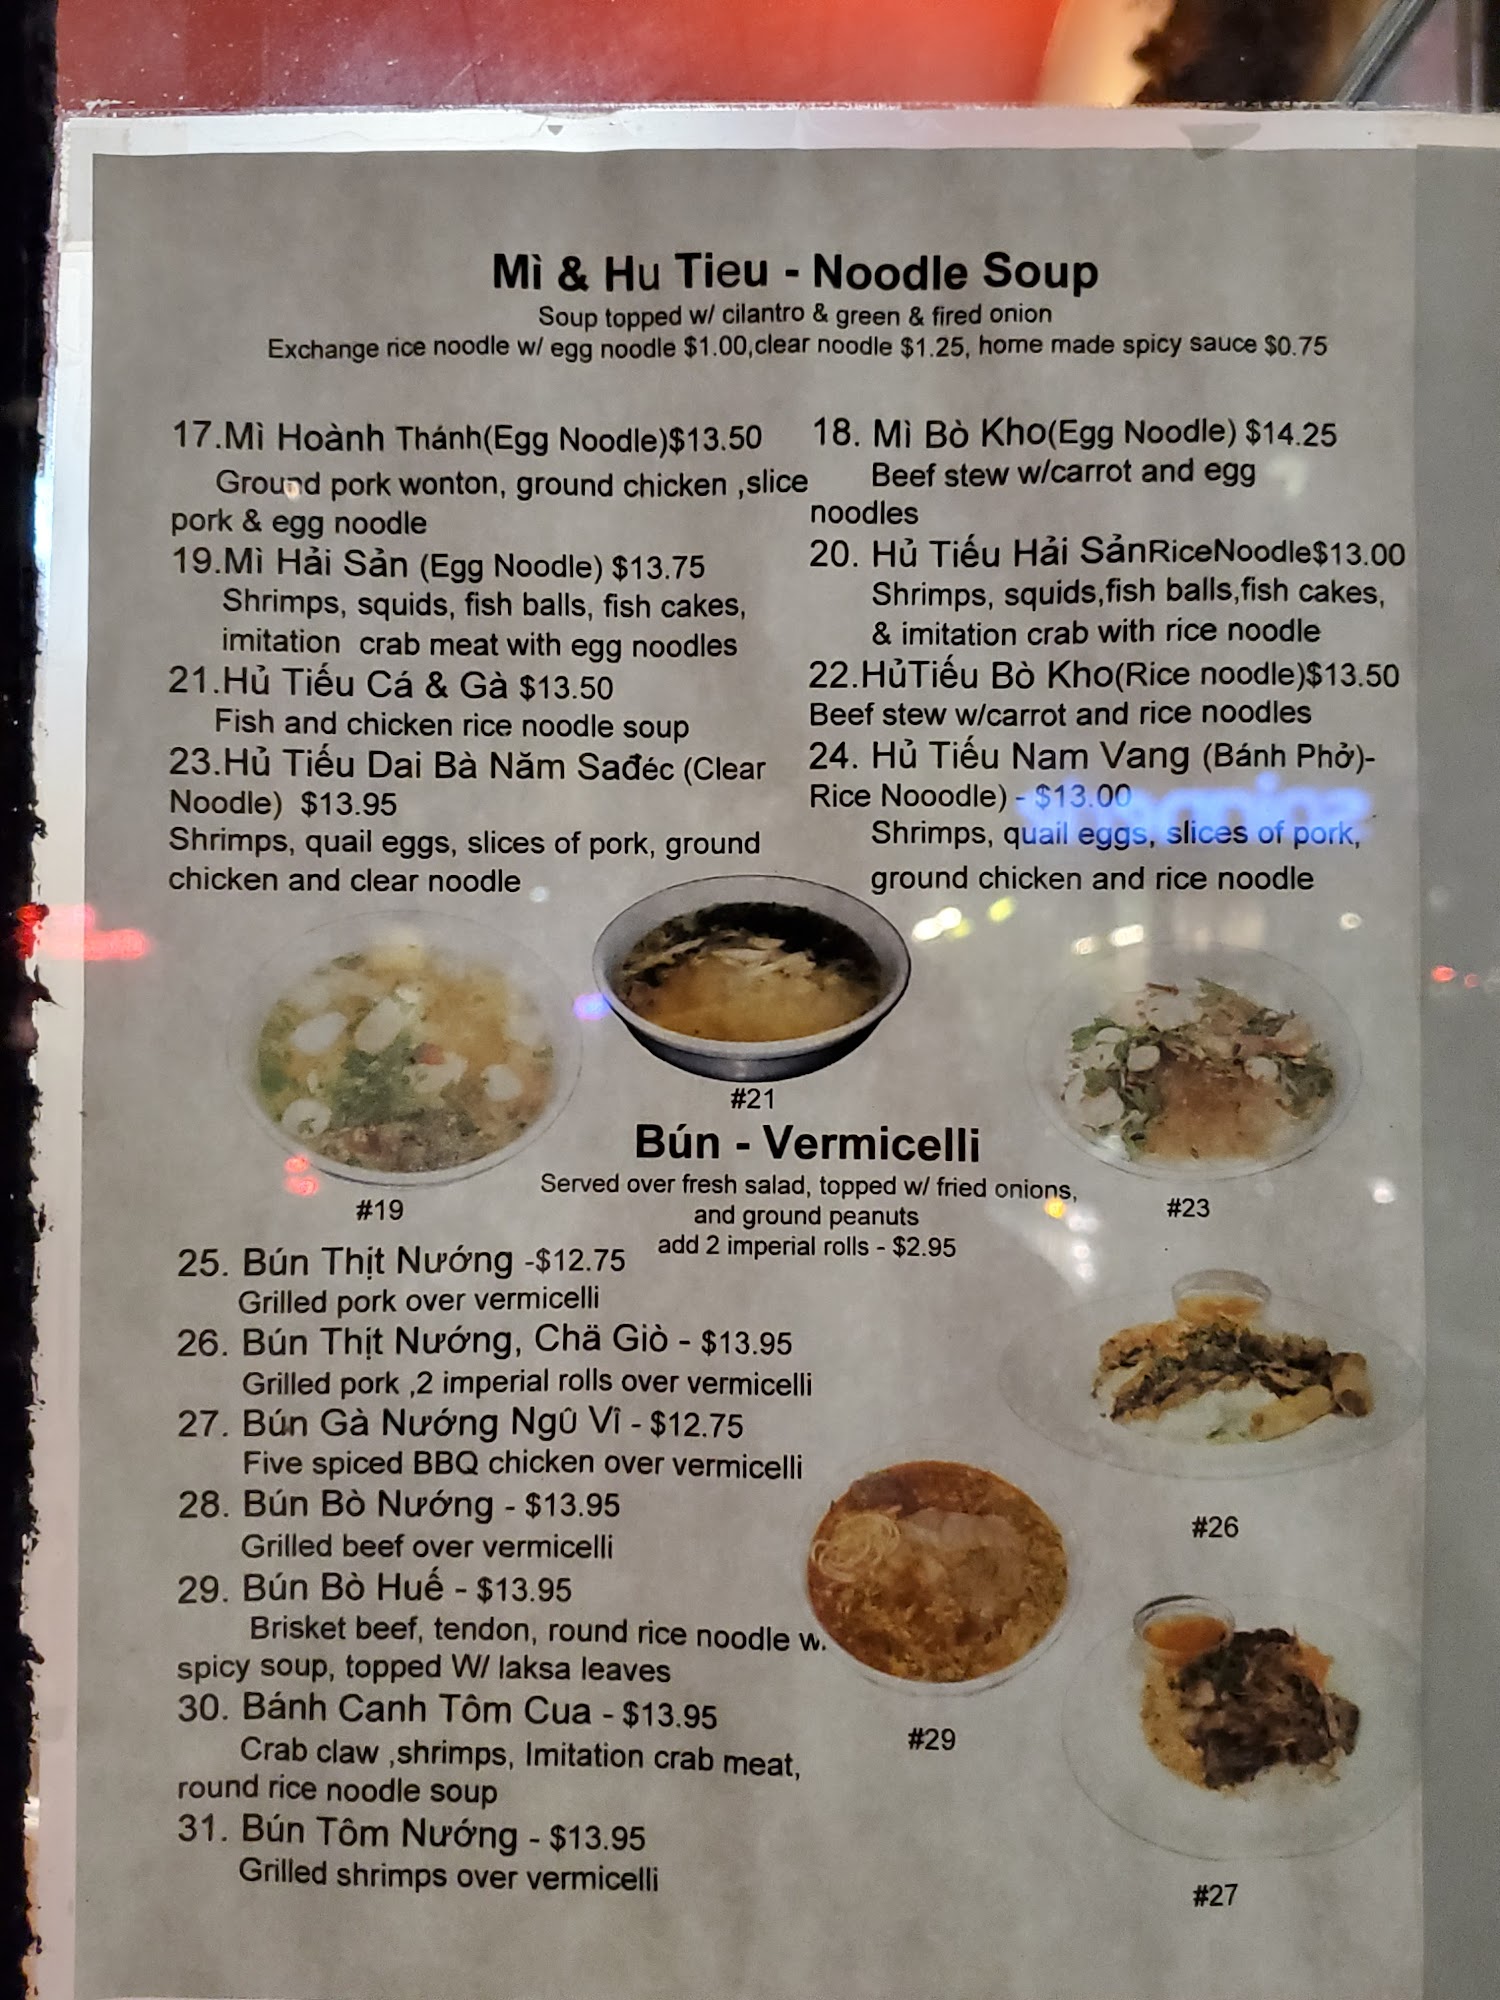 Mì & Hu Tieu - Noodle Soup
Soup topped w/ cilantro & green & fired onion
Exchange rice noodle w/ egg noodle $1.00,clear noodle $1.25, home made spicy sauce $0.75
17.Mì Hoành Thánh(Egg Noodle)$13.50
Ground pork wonton, ground chicken ,slice
pork & egg noodle
18. Mì Bò Kho(Egg Noodle) $14.25
Beef stew w/carrot and egg
noodles
19.Mì Hải Sản (Egg Noodle) $13.75
Shrimps, squids, fish balls, fish cakes,
imitation crab meat with egg noodles
20. Hủ Tiếu Hải SảnRiceNoodle$13.00
Shrimps, squids,fish balls,fish cakes,
& imitation crab with rice noodle
21.Hủ Tiếu Cá & Gà $13.50
Fish and chicken rice noodle soup
22.HủTiếu Bò Kho(Rice noodle)$13.50
Beef stew w/carrot and rice noodles
23.Hủ Tiếu Dai Bà Năm Sađéc (Clear
Noodle) $13.95
Shrimps, quail eggs, slices of pork, ground
chicken and clear noodle
24. Hủ Tiếu Nam Vang (Bánh Phở)-
Rice Nooodle) - $13.00
Shrimps, quail eggs, slices of pork,
ground chicken and rice noodle
#21
#19
#23
Bún - Vermicelli
Served over fresh salad, topped w/ fried onions,
and ground peanuts
add 2 imperial rolls - $2.95
25. Bún Thịt Nướng -$12.75
Grilled pork over vermicelli
26. Bún Thịt Nướng, Chä Giò - $13.95
Grilled pork ,2 imperial rolls over vermicelli
27. Bún Gà Nướng Ngû Vî - $12.75
Five spiced BBQ chicken over vermicelli
28. Bún Bò Nướng - $13.95
Grilled beef over vermicelli
29. Bún Bò Huế - $13.95
Brisket beef, tendon, round rice noodle w.
spicy soup, topped W/ laksa leaves
30. Bánh Canh Tôm Cua - $13.95
Crab claw ,shrimps, Imitation crab meat,
round rice noodle soup
31. Bún Tôm Nướng - $13.95
Grilled shrimps over vermicelli
#26
#29
#27